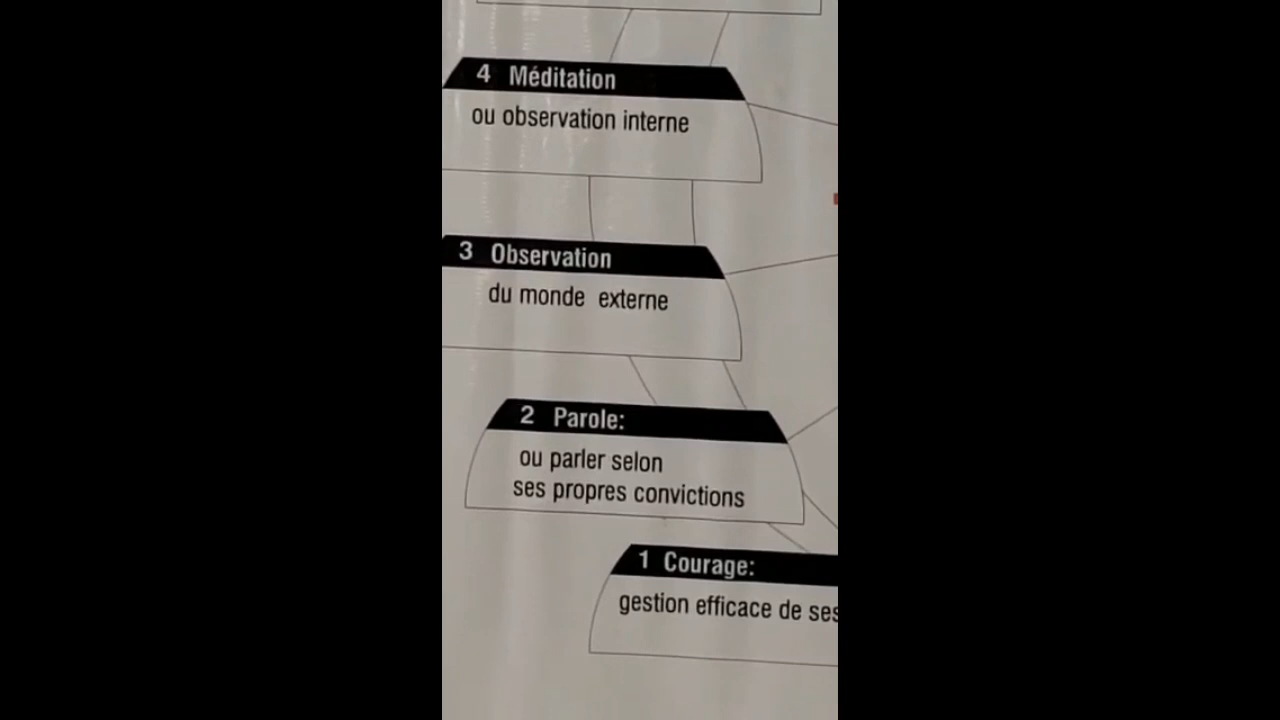 4 Méditation
ou observation interne
3 Observation
du monde externe
2 Parole:
ou parler selon
ses propres convictions
1 Courage:
gestion efficace de ses